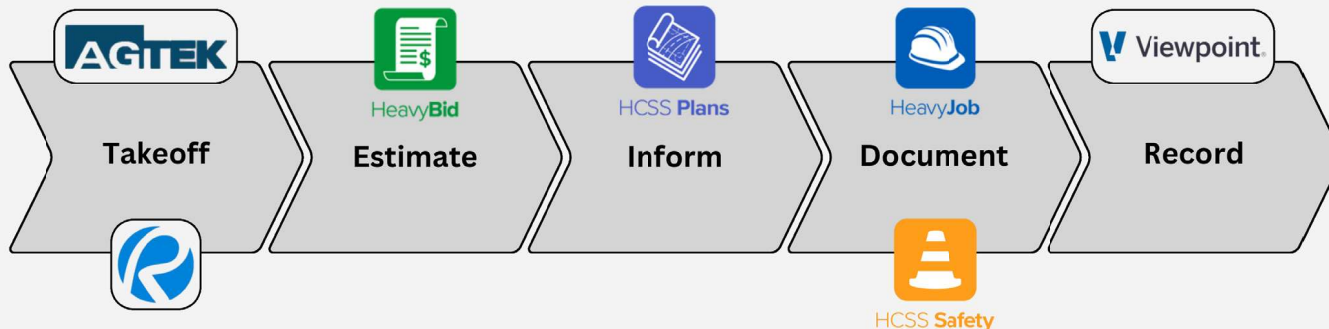 AGTEK
HeavyBid
HCSS Plans
HeavyJob
Viewpoint.
Takeoff
Estimate
Inform
Document
Record
HCSS Safety